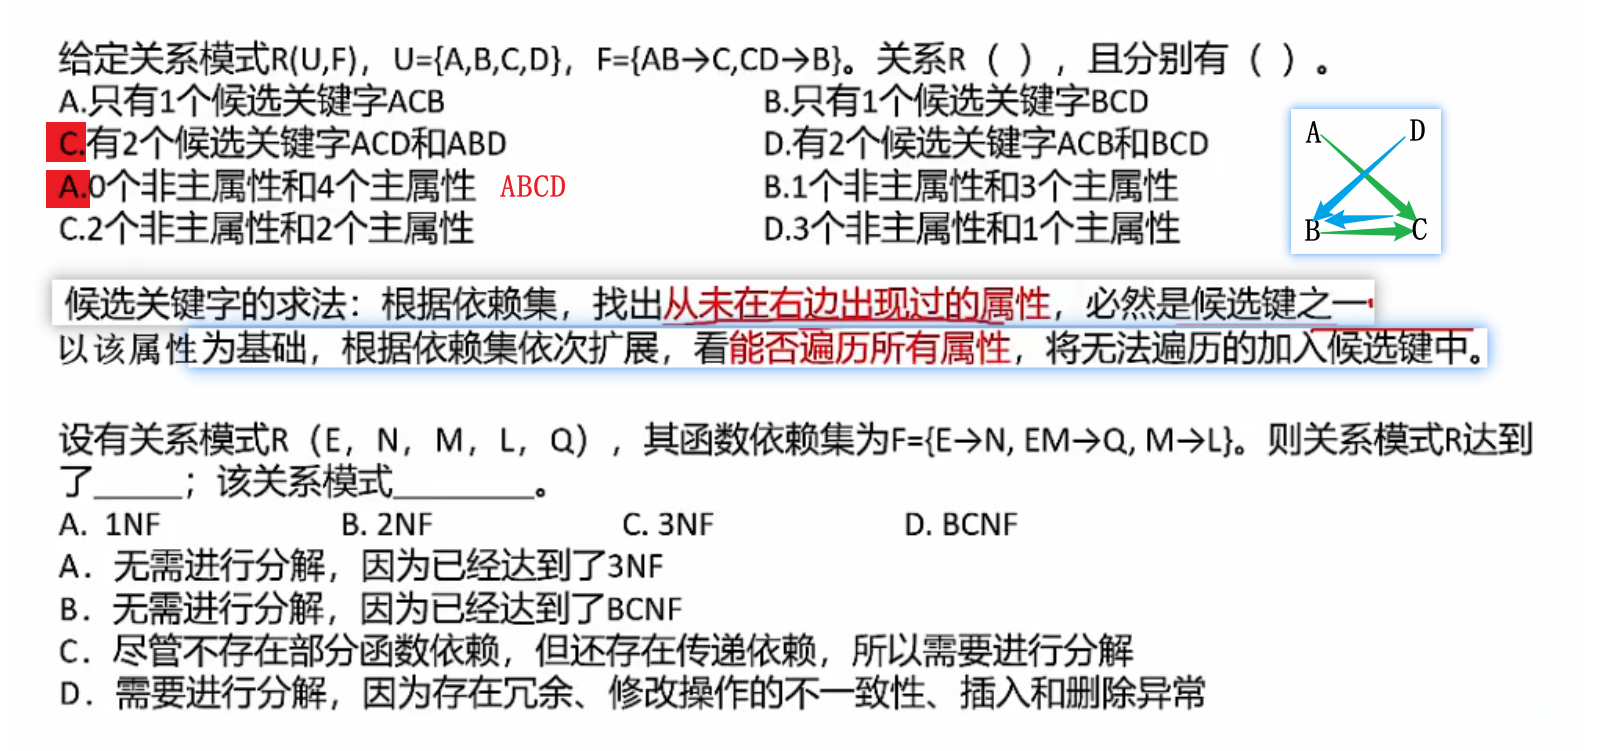 给定关系模式R(U,F)，U={A,B,C,D}，F={AB→C,CD→B}。关系R（ ），且分别有（ ）。
A.只有1个候选关键字ACB B.只有1个候选关键字BCD
C.有2个候选关键字ACD和ABD D.有2个候选关键字ACB和BCD
A.0个非主属性和4个主属性 ABCD B.1个非主属性和3个主属性
C.2个非主属性和2个主属性 D.3个非主属性和1个主属性
A D
B C
候选关键字的求法：根据依赖集，找出从未在右边出现过的属性，必然是候选键之一
以该属性为基础，根据依赖集依次扩展，看能否遍历所有属性，将无法遍历的加入候选键中。
设有关系模式R（E，N，M，L，Q），其函数依赖集为F={E→N, EM→Q, M→L}。则关系模式R达到
了_____；该关系模式________。
A. 1NF B. 2NF C. 3NF D. BCNF
A. 无需进行分解，因为已经达到了3NF
B. 无需进行分解，因为已经达到了BCNF
C. 尽管不存在部分函数依赖，但还存在传递依赖，所以需要进行分解
D. 需要进行分解，因为存在冗余、修改操作的不一致性、插入和删除异常